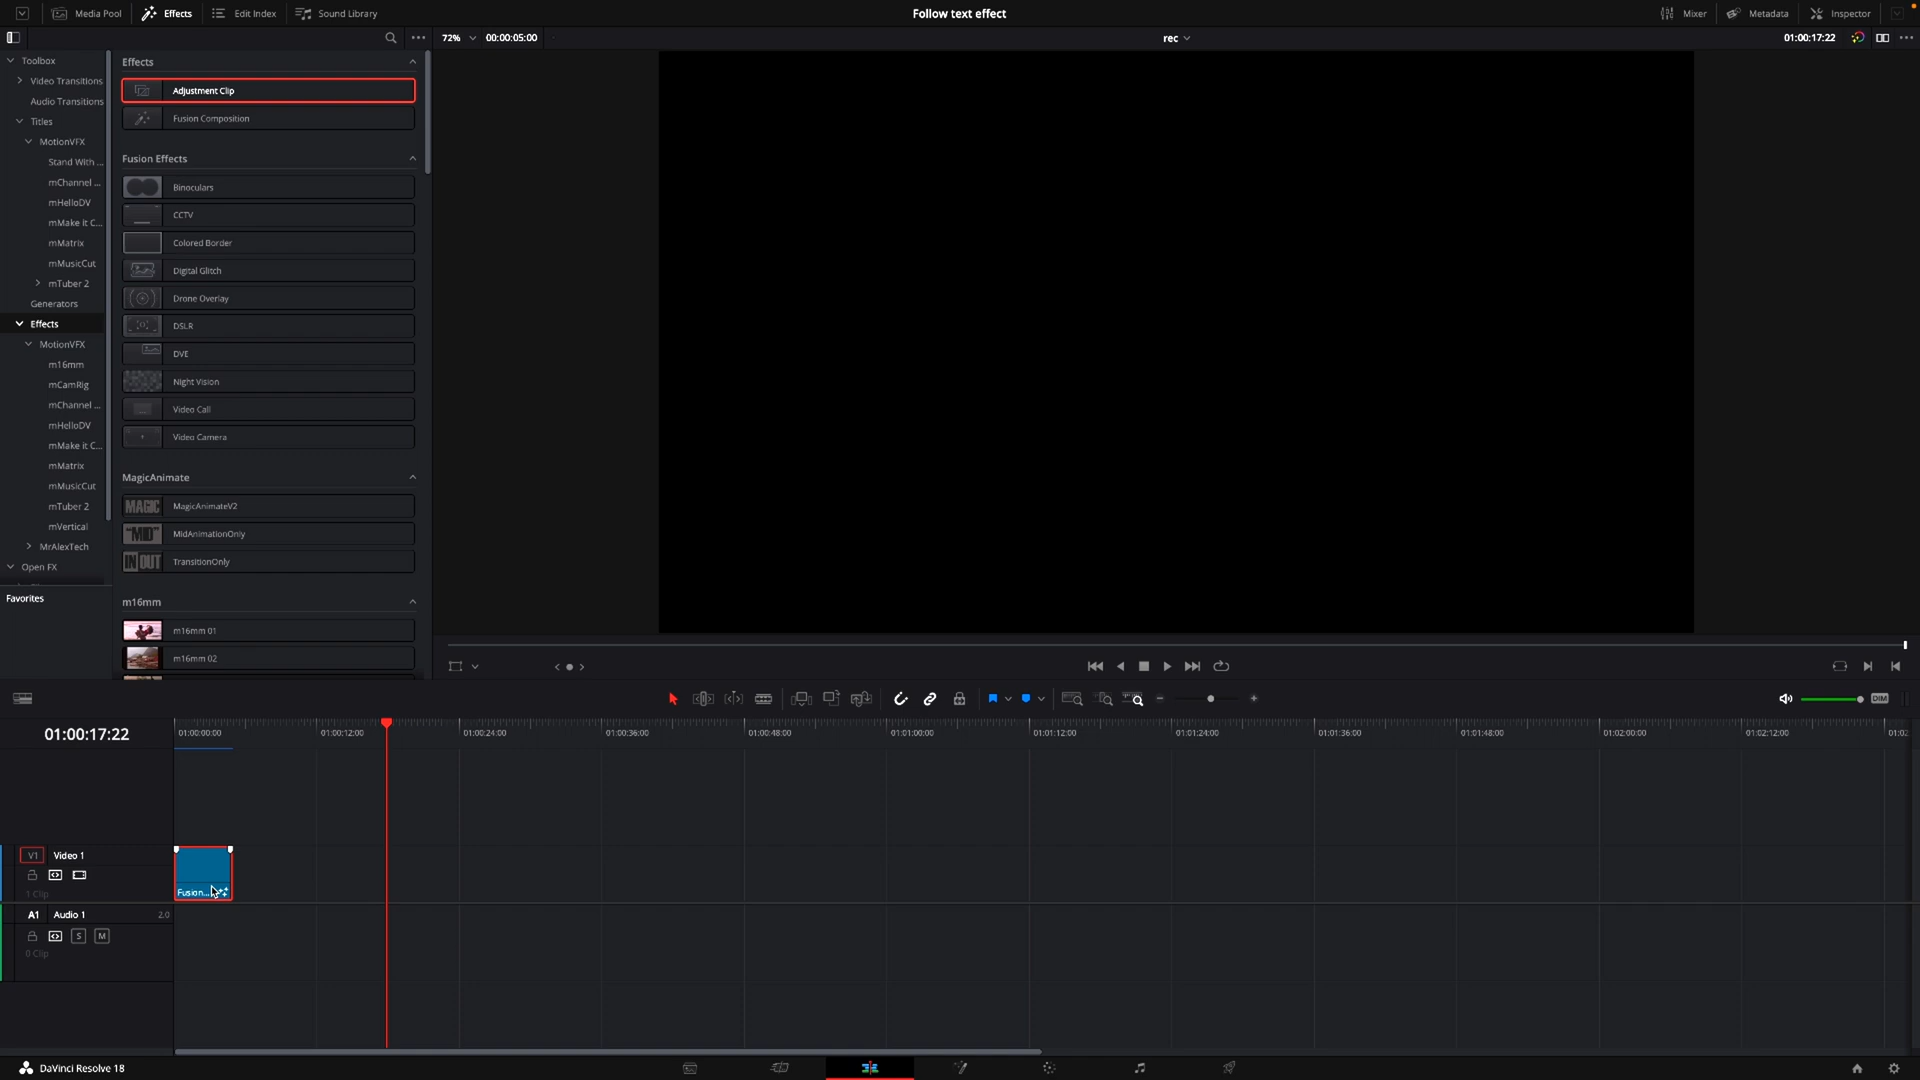 Media Pool Effects Edit Index Sound Library Follow text effect Mixer Metadata Inspector
72% 00:00:05:00 rec 01:00:17:22
Toolbox
Video Transitions
Audio Transitions
Titles
MotionVFX
Stand With ...
mChannel ...
mHelloDV
mMake it C...
mMatrix
mMusicCut
mTuber 2
Generators
Effects
MotionVFX
m16mm
mCamRig
mChannel ...
mHelloDV
mMake it C...
mMatrix
mMusicCut
mTuber 2
mVertical
MrAlexTech
Open FX
Favorites
Effects
Adjustment Clip
Fusion Composition
Fusion Effects
Binoculars
CCTV
Colored Border
Digital Glitch
Drone Overlay
DSLR
DVE
Night Vision
Video Call
Video Camera
MagicAnimate
MAGIC MagicAnimateV2
"MID" MidAnimationOnly
IN OUT TransitionOnly
m16mm
m16mm 01
m16mm 02
DIM
01:00:17:22
01:00:00:00 01:00:12:00 01:00:24:00 01:00:36:00 01:00:48:00 01:01:00:00 01:01:12:00 01:01:24:00 01:01:36:00 01:01:48:00 01:02:00:00 01:02:12:00 01:02
V1 Video 1
1 Clip
Fusion...
A1 Audio 1 2.0
S M
0 Clip
DaVinci Resolve 18